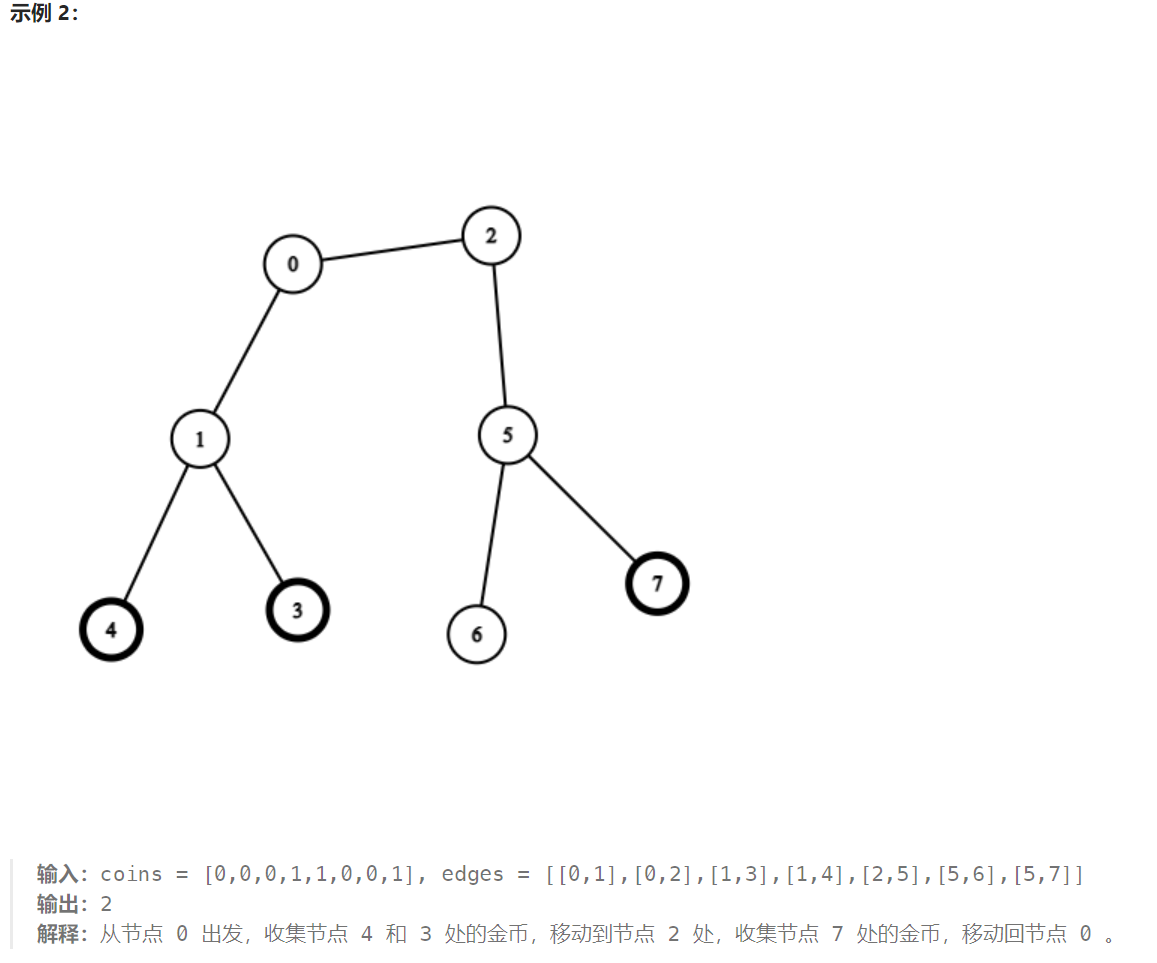 示例 2:
2
0
5
1
7
3
4
6
输入:coins = [0,0,0,1,1,0,0,1], edges = [[0,1],[0,2],[1,3],[1,4],[2,5],[5,6],[5,7]]
输出:2
解释:从节点 0 出发,收集节点 4 和 3 处的金币,移动到节点 2 处,收集节点 7 处的金币,移动回节点 0 。